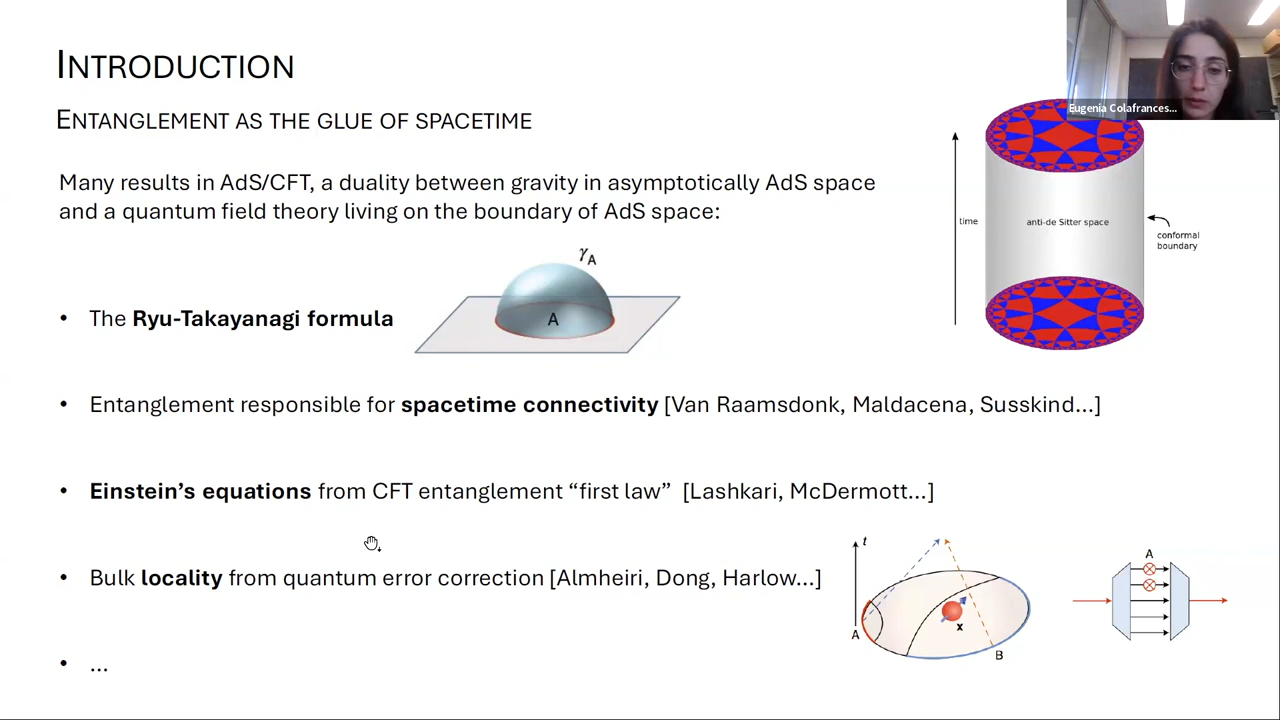 INTRODUCTION
Eugenia Colafrances...
ENTANGLEMENT AS THE GLUE OF SPACETIME
Many results in AdS/CFT, a duality between gravity in asymptotically AdS space
and a quantum field theory living on the boundary of AdS space:
time
anti-de Sitter space
conformal
boundary
γA
A
• The Ryu-Takayanagi formula
• Entanglement responsible for spacetime connectivity [Van Raamsdonk, Maldacena, Susskind...]
• Einstein’s equations from CFT entanglement “first law” [Lashkari, McDermott...]
• Bulk locality from quantum error correction [Almheiri, Dong, Harlow...]
t
A
x
B
A
• ...